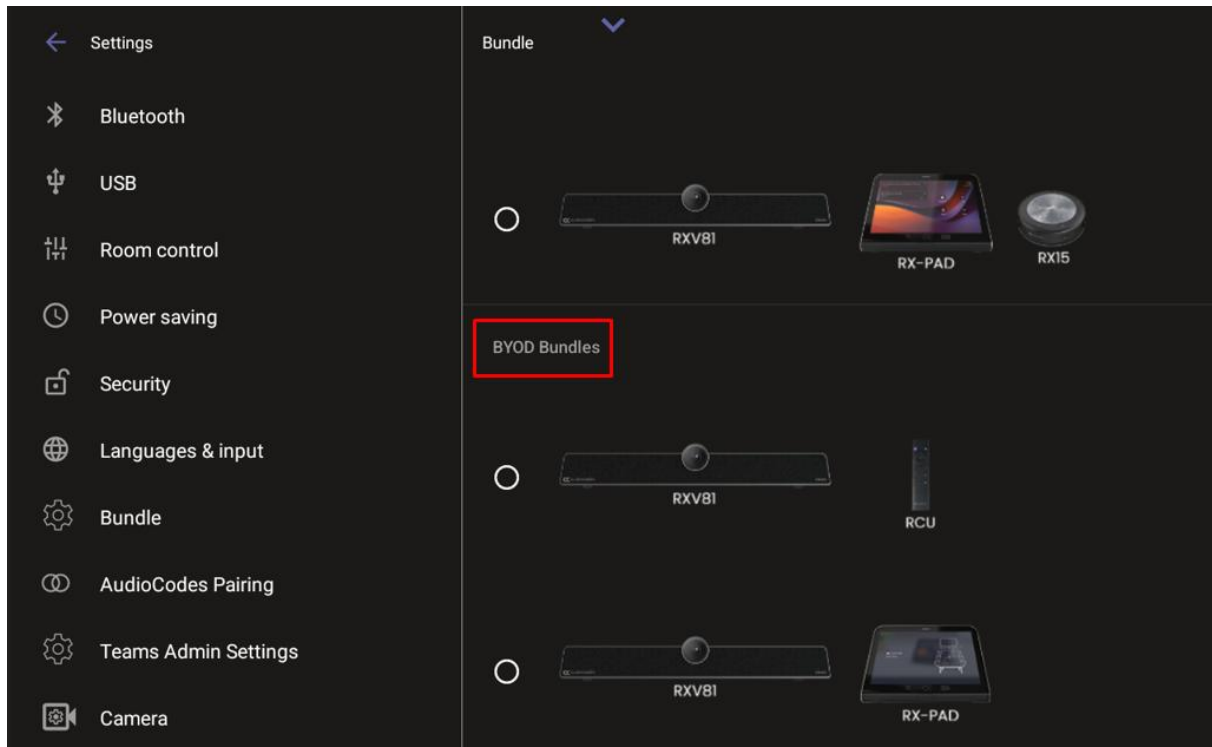 Settings
Bluetooth
USB
Room control
Power saving
Security
Languages & input
Bundle
AudioCodes Pairing
Teams Admin Settings
Camera
Bundle
RXV81
RX-PAD
RX15
BYOD Bundles
RXV81
RCU
RXV81
RX-PAD